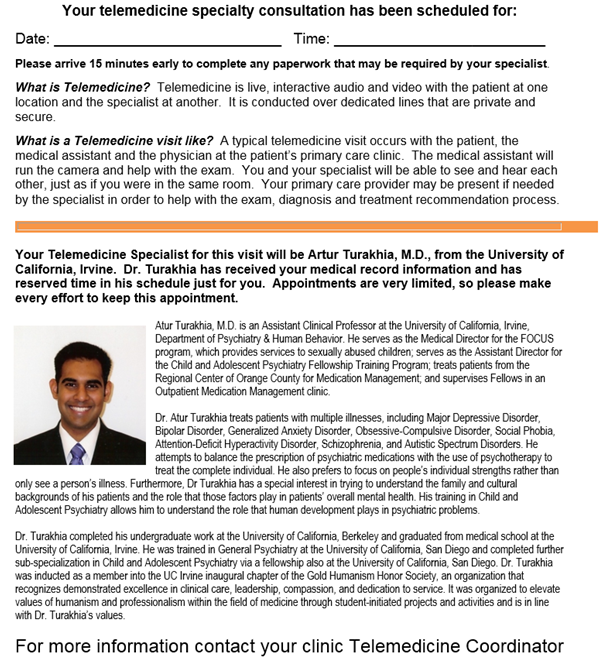 Your telemedicine specialty consultation has been scheduled for:
Date: ____________________________ Time: __________________________
Please arrive 15 minutes early to complete any paperwork that may be required by your specialist.
What is Telemedicine? Telemedicine is live, interactive audio and video with the patient at one
location and the specialist at another. It is conducted over dedicated lines that are private and
secure.
What is a Telemedicine visit like? A typical telemedicine visit occurs with the patient, the
medical assistant and the physician at the patient's primary care clinic. The medical assistant will
run the camera and help with the exam. You and your specialist will be able to see and hear each
other, just as if you were in the same room. Your primary care provider may be present if needed
by the specialist in order to help with the exam, diagnosis and treatment recommendation process.
Your Telemedicine Specialist for this visit will be Artur Turakhia, M.D., from the University of
California, Irvine. Dr. Turakhia has received your medical record information and has
reserved time in his schedule just for you. Appointments are very limited, so please make
every effort to keep this appointment.
Atur Turakhia, M.D. is an Assistant Clinical Professor at the University of California, Irvine,
Department of Psychiatry & Human Behavior. He serves as the Medical Director for the FOCUS
program, which provides services to sexually abused children; serves as the Assistant Director for
the Child and Adolescent Psychiatry Fellowship Training Program; treats patients from the
Regional Center of Orange County for Medication Management; and supervises Fellows in an
Outpatient Medication Management clinic.
Dr. Atur Turakhia treats patients with multiple illnesses, including Major Depressive Disorder,
Bipolar Disorder, Generalized Anxiety Disorder, Obsessive-Compulsive Disorder, Social Phobia,
Attention-Deficit Hyperactivity Disorder, Schizophrenia, and Autistic Spectrum Disorders. He
attempts to balance the prescription of psychiatric medications with the use of psychotherapy to
treat the complete individual. He also prefers to focus on people's individual strengths rather than
only see a person's illness. Furthermore, Dr Turakhia has a special interest in trying to understand the family and cultural
backgrounds of his patients and the role that those factors play in patients' overall mental health. His training in Child and
Adolescent Psychiatry allows him to understand the role that human development plays in psychiatric problems.
Dr. Turakhia completed his undergraduate work at the University of California, Berkeley and graduated from medical school at the
University of California, Irvine. He was trained in General Psychiatry at the University of California, San Diego and completed further
sub-specialization in Child and Adolescent Psychiatry via a fellowship also at the University of California, San Diego. Dr. Turakhia
was inducted as a member into the UC Irvine inaugural chapter of the Gold Humanism Honor Society, an organization that
recognizes demonstrated excellence in clinical care, leadership, compassion, and dedication to service. It was organized to elevate
values of humanism and professionalism within the field of medicine through student-initiated projects and activities and is in line
with Dr. Turakhia's values.
For more information contact your clinic Telemedicine Coordinator